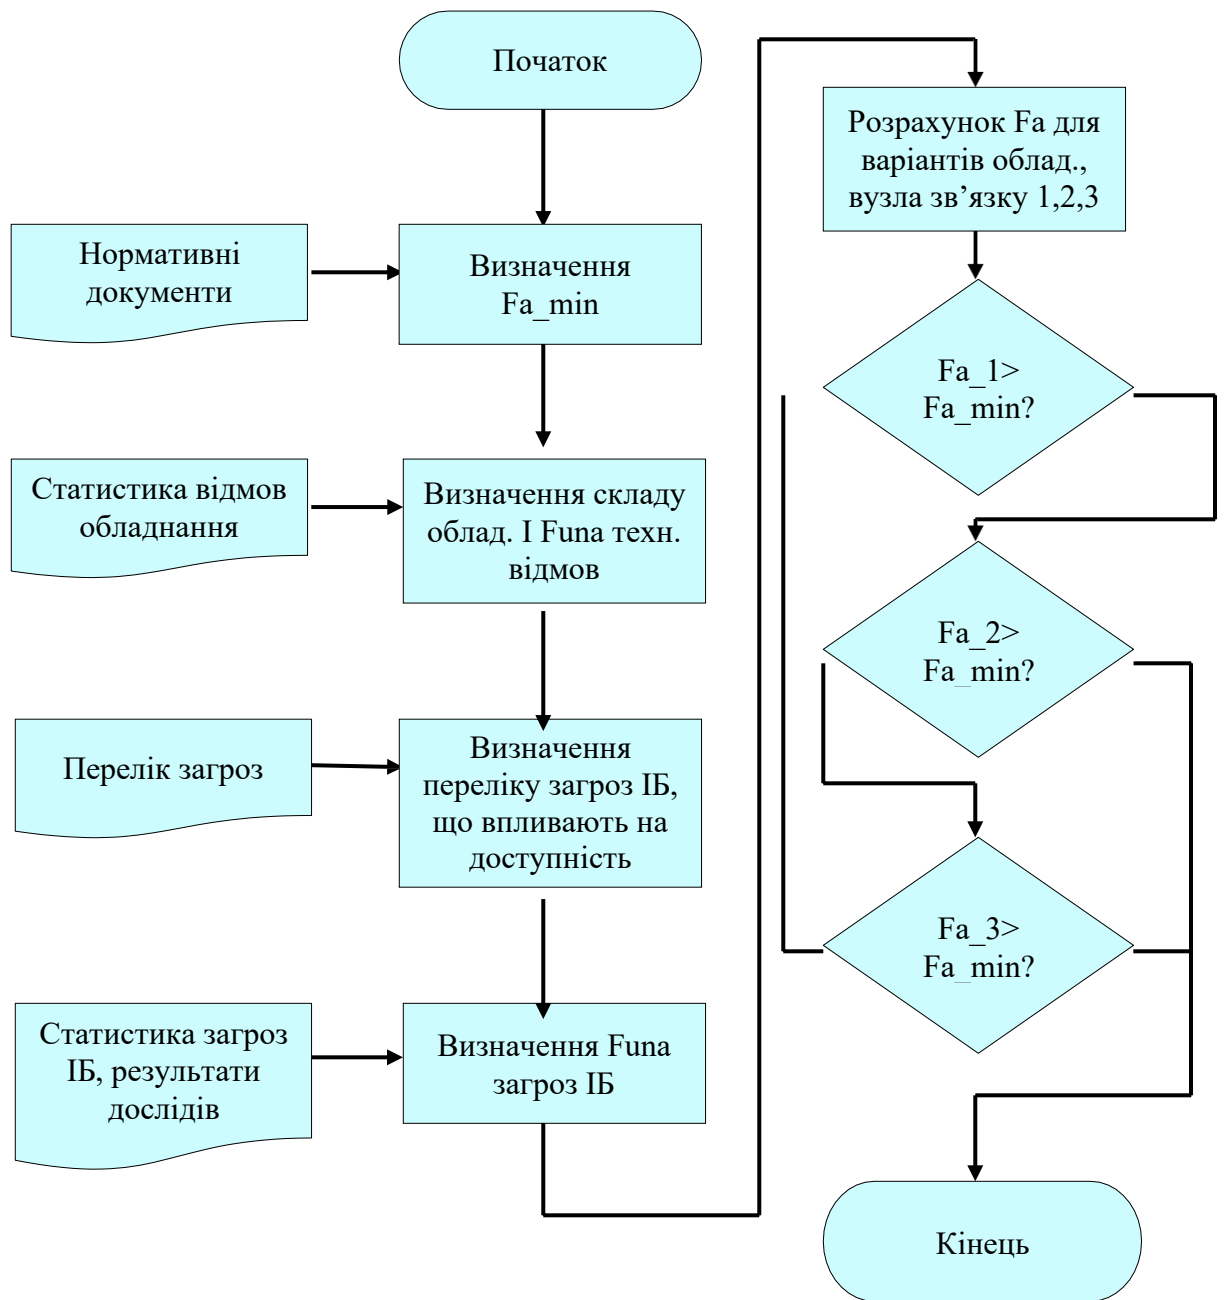 Початок
Нормативні
документи
Визначення
Fa_min
Статистика відмов
обладнання
Визначення складу
облад. І Funa техн.
відмов
Перелік загроз
Визначення
переліку загроз ІБ,
що впливають на
доступність
Статистика загроз
ІБ, результати
дослідів
Визначення Funa
загроз ІБ
Розрахунок Fa для
варіантів облад.,
вузла зв’язку 1,2,3
Fa_1>
Fa_min?
Fa_2>
Fa_min?
Fa_3>
Fa_min?
Кінець